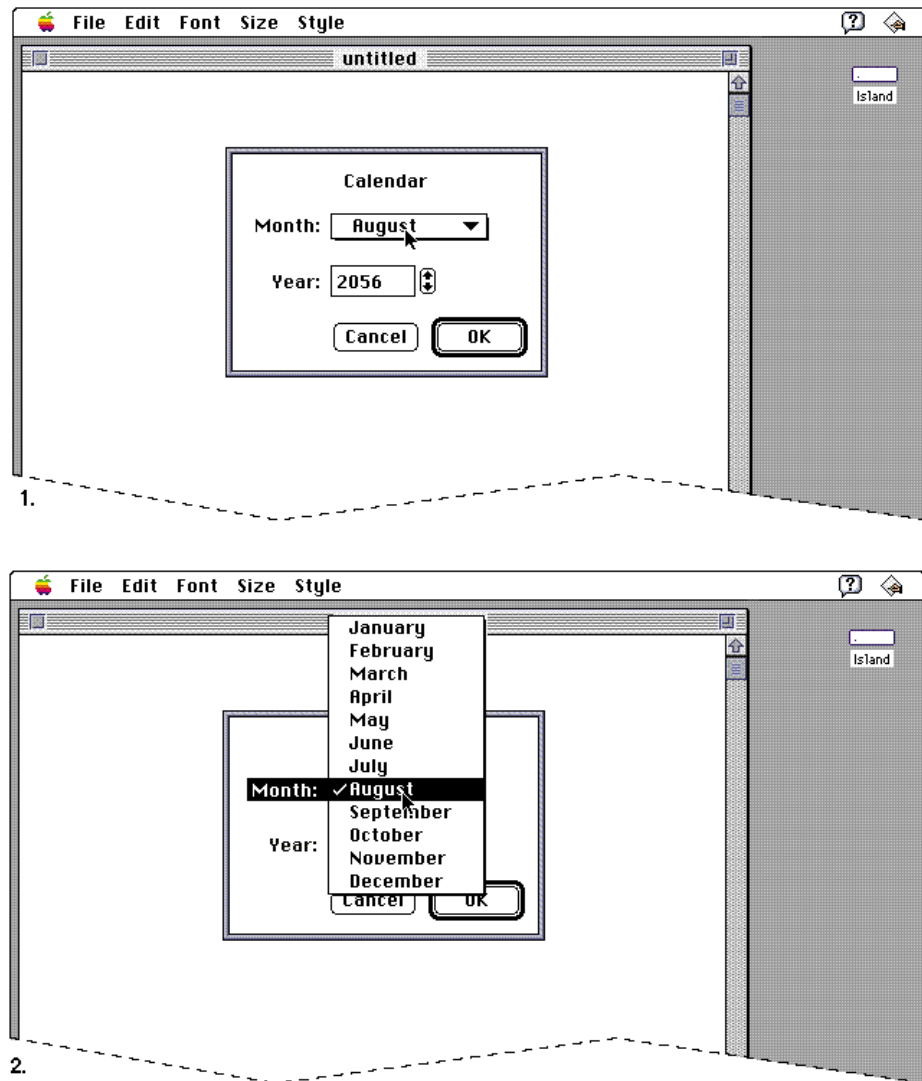 File Edit Font Size Style
untitled
Island
Calendar
Month: August
Year: 2056
Cancel OK
1.
File Edit Font Size Style
January
February
Island
March
April
May
June
July
Month: ✓August
September
Year: October
November
December
Cancel OK
2.